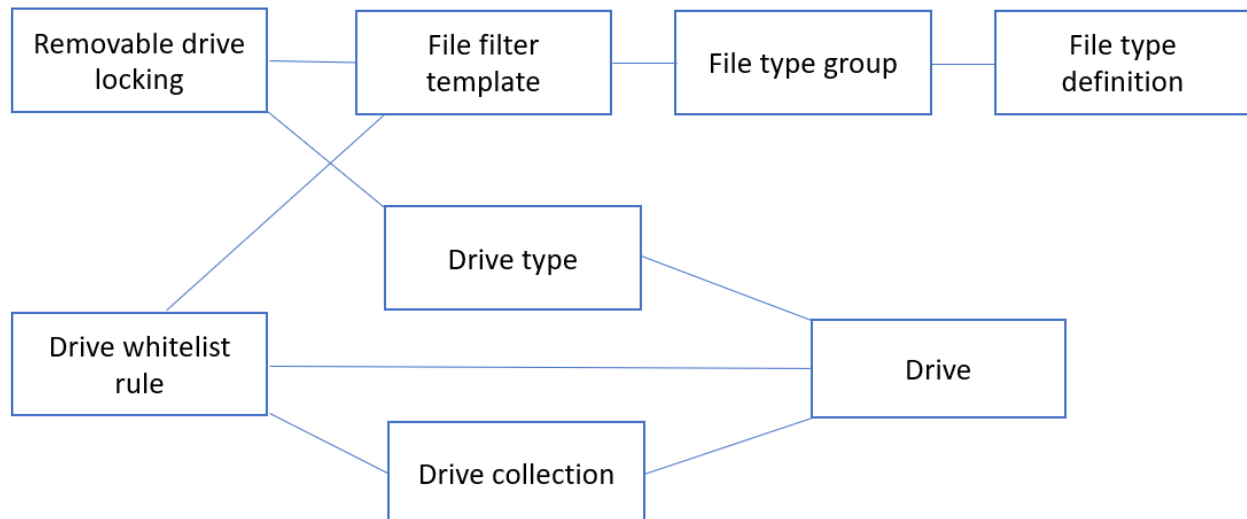 Removable drive
locking
File filter
template
File type group
File type
definition
Drive type
Drive whitelist
rule
Drive
Drive collection